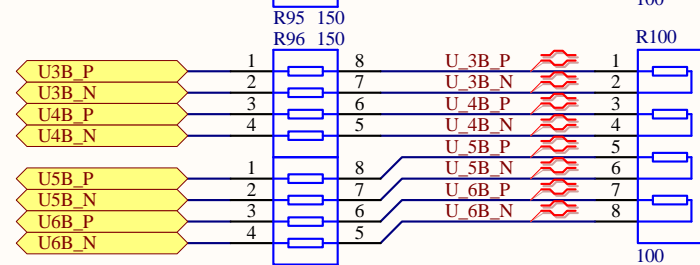 100
R95 150
R96 150
R100
U3B_P 1 8 U_3B_P 1
U3B_N 2 7 U_3B_N 2
U4B_P 3 6 U_4B_P 3
U4B_N 4 5 U_4B_N 4
U_5B_P 5
U5B_P 1 8 U_5B_N 6
U5B_N 2 7 U_6B_P 7
U6B_P 3 6 U_6B_N 8
U6B_N 4 5
100